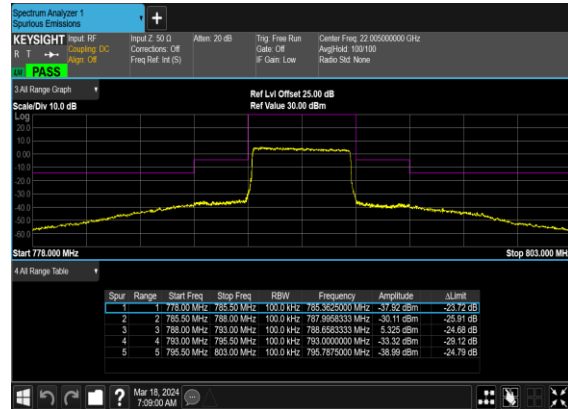 Spectrum Analyzer 1
Spurious Emissions
+
KEYSIGHT Input: RF Input Z: 50 Ω Atten: 20 dB Trig: Free Run Center Freq: 22.005000000 GHz
R T Coupling: DC Corrections: Off Gate: Off Avg|Hold: 100/100
Align: Off Freq Ref: Int (S) IF Gain: Low Radio Std: None
PASS
3 All Range Graph
Ref Lvl Offset 25.00 dB
Scale/Div 10.0 dB Ref Value 30.00 dBm
Log
20.0
10.0
0.00
-10.0
-20.0
-30.0
-40.0
-50.0
-60.0
Start 778.000 MHz Stop 803.000 MH
4 All Range Table
Spur Range Start Freq Stop Freq RBW Frequency Amplitude ΔLimit
1 1 778.00 MHz 785.50 MHz 100.0 kHz 785.3625000 MHz -37.92 dBm -23.72 dB
2 2 785.50 MHz 788.00 MHz 100.0 kHz 787.9958333 MHz -30.11 dBm -25.91 dB
3 3 788.00 MHz 793.00 MHz 100.0 kHz 788.6583333 MHz 5.325 dBm -24.68 dB
4 4 793.00 MHz 795.50 MHz 100.0 kHz 793.0000000 MHz -33.32 dBm -29.12 dB
5 5 795.50 MHz 803.00 MHz 100.0 kHz 795.7875000 MHz -38.99 dBm -24.79 dB
? Mar 18, 2024
7:09:00 AM